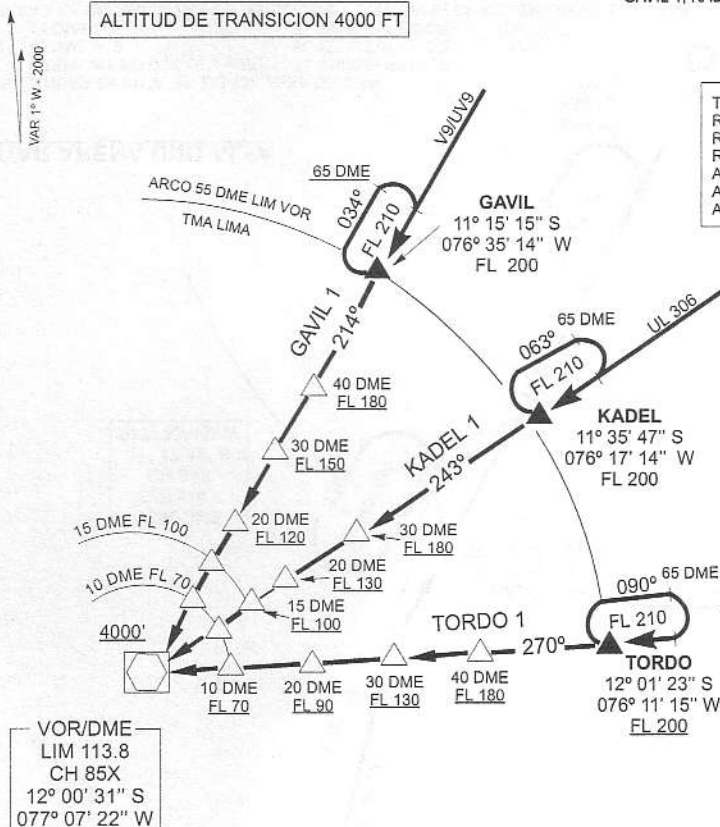 ALTITUD DE TRANSICION 4000 FT
VAR 1° W - 2000
V9/UV9
65 DME
ARCO 55 DME LIM VOR
TMA LIMA
034°
FL 210
GAVIL
11° 15' 15" S
076° 35' 14" W
FL 200
GAVIL 1
214°
UL 306
65 DME
063°
FL 210
KADEL
11° 35' 47" S
076° 17' 14" W
FL 200
KADEL 1
243°
40 DME
FL 180
30 DME
FL 150
20 DME
FL 120
15 DME FL 100
10 DME FL 70
30 DME
FL 180
20 DME
FL 130
15 DME
FL 100
4000'
TORDO 1
270°
090°
65 DME
FL 210
TORDO
12° 01' 23" S
076° 11' 15" W
FL 200
10 DME
FL 70
20 DME
FL 90
30 DME
FL 130
40 DME
FL 180
VOR/DME
LIM 113.8
CH 85X
12° 00' 31" S
077° 07' 22" W